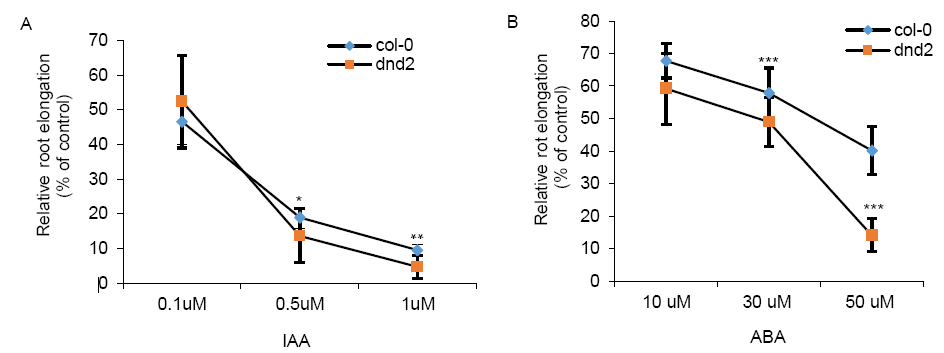 A
Relative root elongation
(% of control)
70
60
50
40
30
20
10
0
col-0
dnd2
*
**
0.1uM
0.5uM
1uM
IAA
B
Relative rot elongation
(% of control)
80
70
60
50
40
30
20
10
0
col-0
dnd2
***
***
10 uM
30 uM
50 uM
ABA